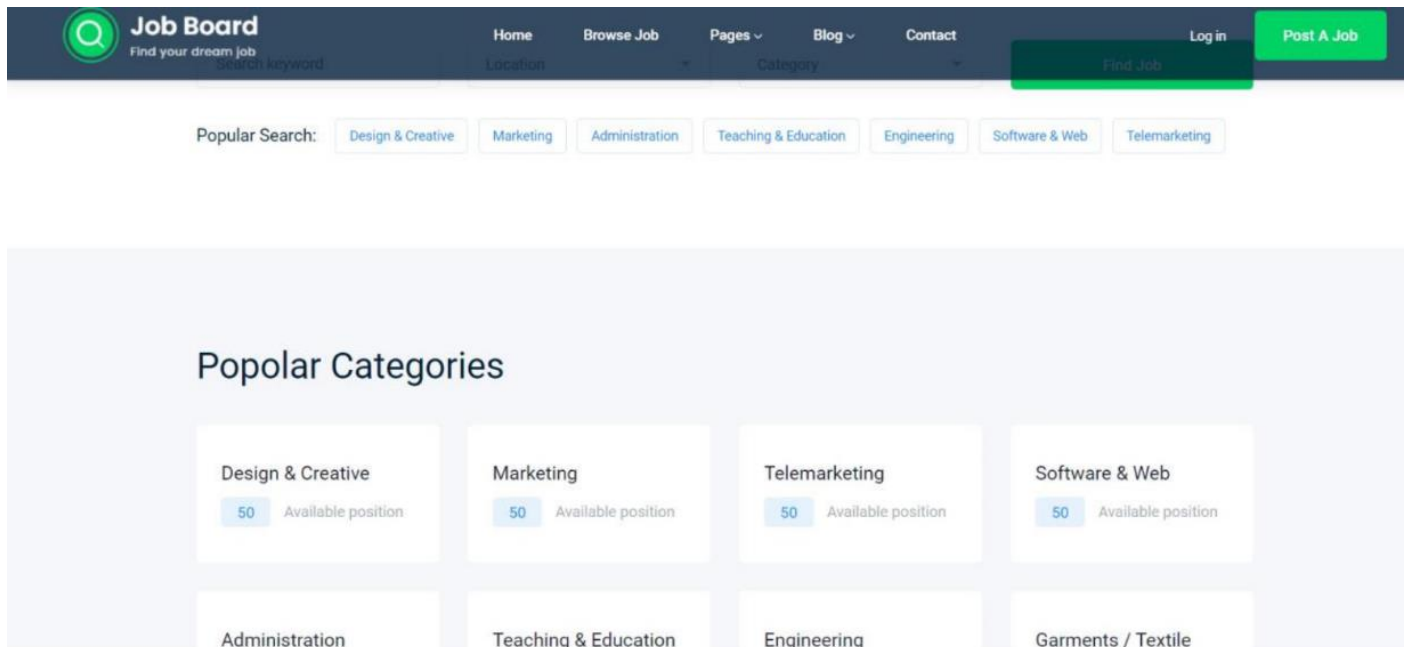 Job Board
Find your dream job
Home Browse Job Pages Blog Contact Log in Post A Job
Search keyword Location Category Find Job
Popular Search: Design & Creative Marketing Administration Teaching & Education Engineering Software & Web Telemarketing
Popolar Categories
Design & Creative Marketing Telemarketing Software & Web
50 Available position 50 Available position 50 Available position 50 Available position
Administration Teaching & Education Engineering Garments / Textile